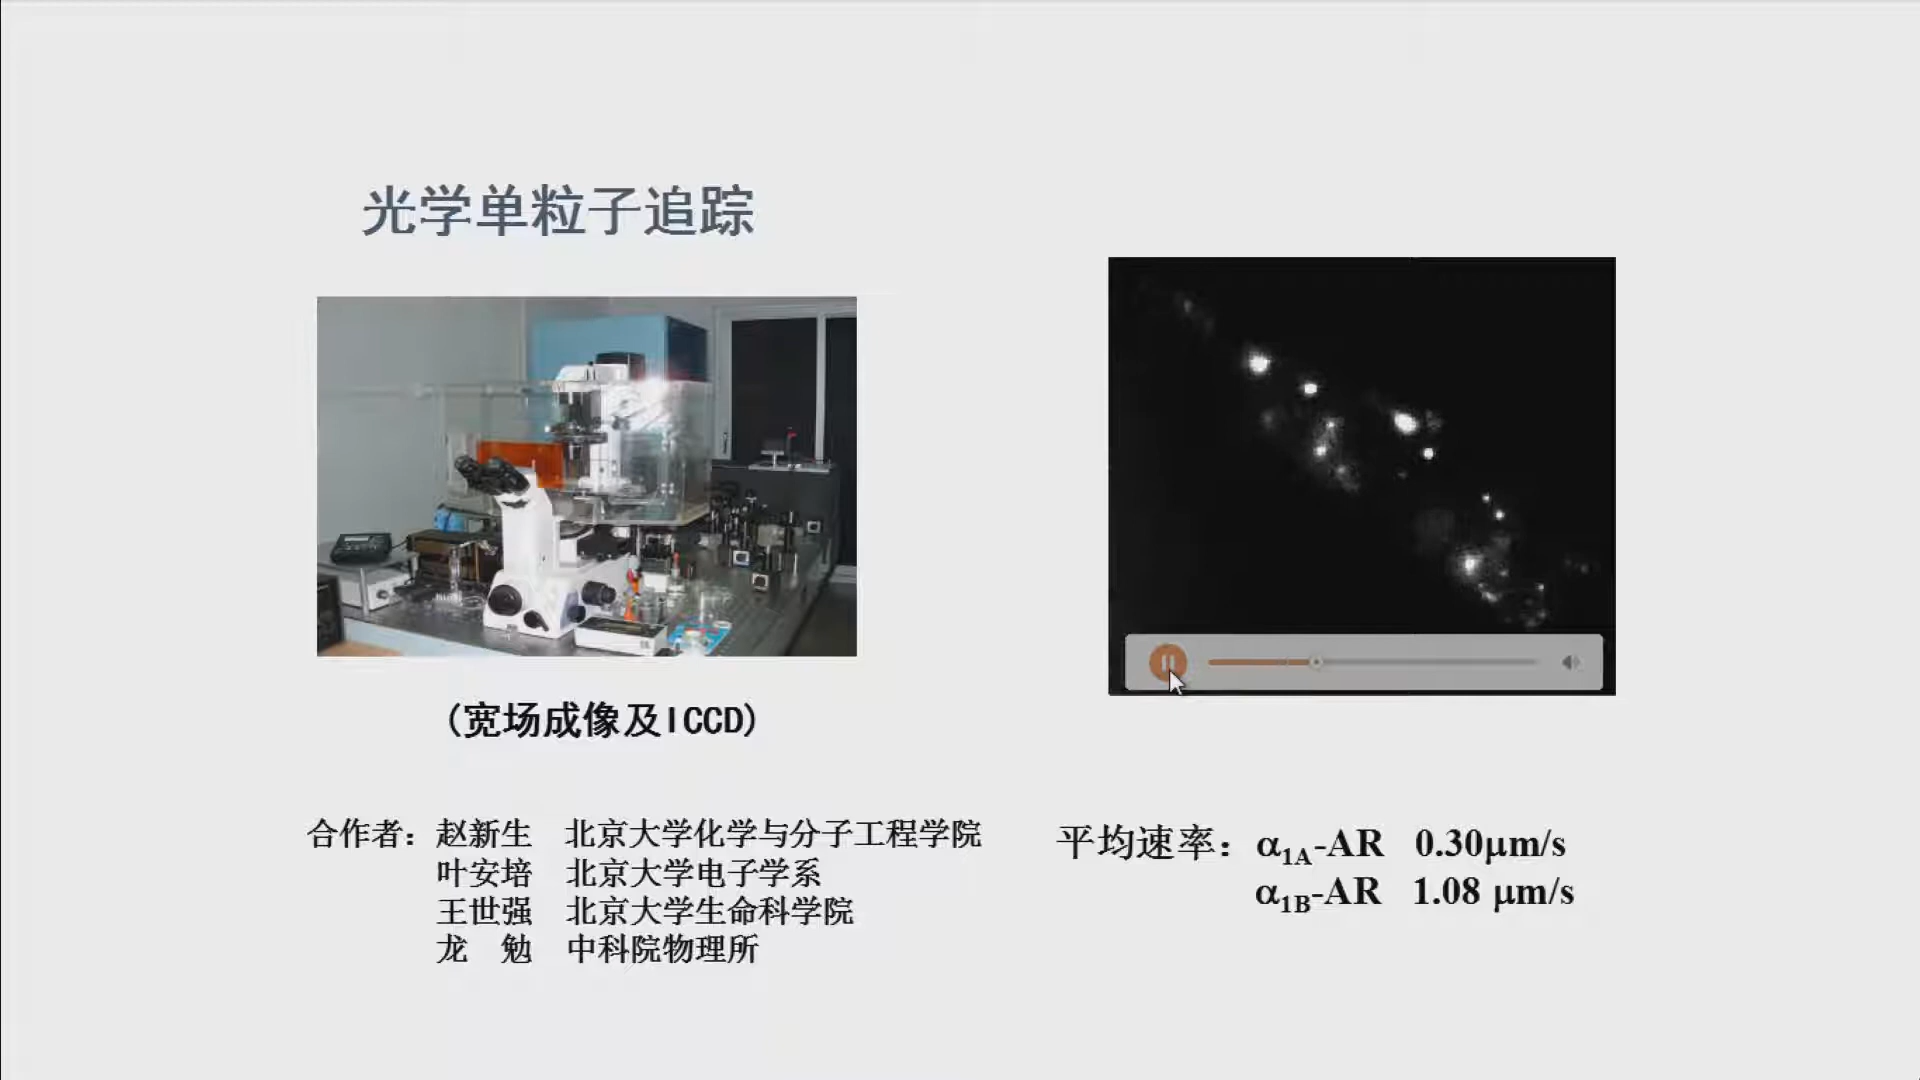 光学单粒子追踪
(宽场成像及ICCD)
合作者：赵新生 北京大学化学与分子工程学院
叶安培 北京大学电子学系
王世强 北京大学生命科学院
龙 勉 中科院物理所
平均速率：α1A-AR 0.30μm/s
α1B-AR 1.08 μm/s